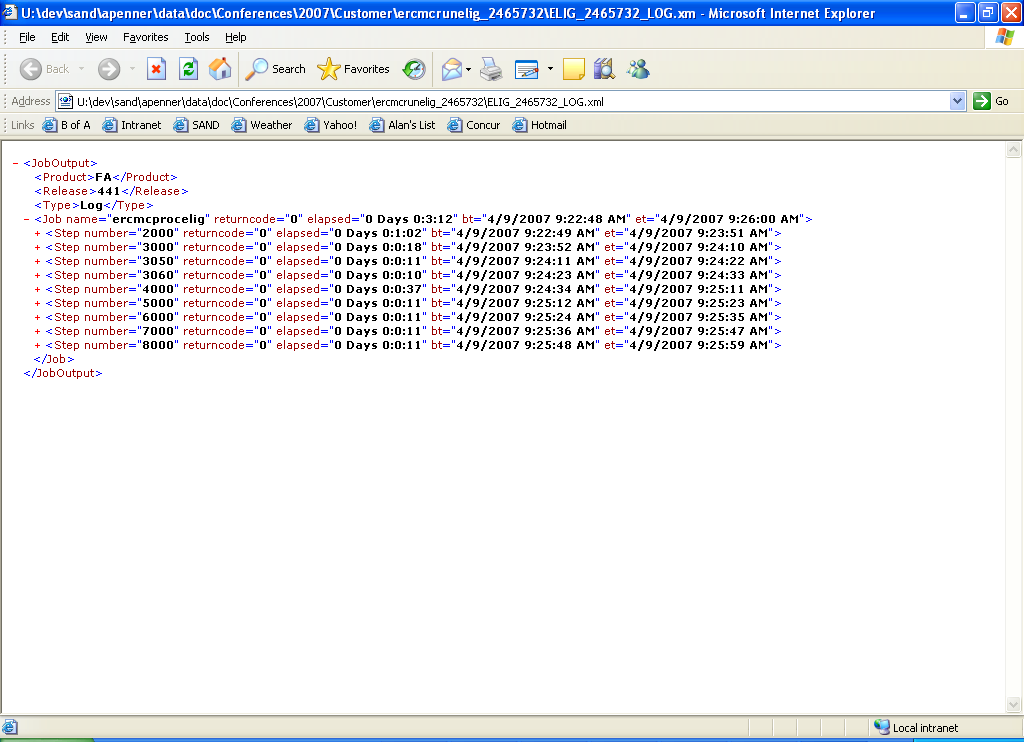 U:\dev\sand\apenner\data\doc\Conferences\2007\Customer\ercmcrunelig_2465732\ELIG_2465732_LOG.xm - Microsoft Internet Explorer
File Edit View Favorites Tools Help
Back Search Favorites
Address U:\dev\sand\apenner\data\doc\Conferences\2007\Customer\ercmcrunelig_2465732\ELIG_2465732_LOG.xml Go
Links B of A Intranet SAND Weather Yahoo! Alan's List Concur Hotmail
- <JobOutput>
<Product>FA</Product>
<Release>441</Release>
<Type>Log</Type>
- <Job name="ercmcprocelig" returncode="0" elapsed="0 Days 0:3:12" bt="4/9/2007 9:22:48 AM" et="4/9/2007 9:26:00 AM">
+ <Step number="2000" returncode="0" elapsed="0 Days 0:1:02" bt="4/9/2007 9:22:49 AM" et="4/9/2007 9:23:51 AM">
+ <Step number="3000" returncode="0" elapsed="0 Days 0:0:18" bt="4/9/2007 9:23:52 AM" et="4/9/2007 9:24:10 AM">
+ <Step number="3050" returncode="0" elapsed="0 Days 0:0:11" bt="4/9/2007 9:24:11 AM" et="4/9/2007 9:24:22 AM">
+ <Step number="3060" returncode="0" elapsed="0 Days 0:0:10" bt="4/9/2007 9:24:23 AM" et="4/9/2007 9:24:33 AM">
+ <Step number="4000" returncode="0" elapsed="0 Days 0:0:37" bt="4/9/2007 9:24:34 AM" et="4/9/2007 9:25:11 AM">
+ <Step number="5000" returncode="0" elapsed="0 Days 0:0:11" bt="4/9/2007 9:25:12 AM" et="4/9/2007 9:25:23 AM">
+ <Step number="6000" returncode="0" elapsed="0 Days 0:0:11" bt="4/9/2007 9:25:24 AM" et="4/9/2007 9:25:35 AM">
+ <Step number="7000" returncode="0" elapsed="0 Days 0:0:11" bt="4/9/2007 9:25:36 AM" et="4/9/2007 9:25:47 AM">
+ <Step number="8000" returncode="0" elapsed="0 Days 0:0:11" bt="4/9/2007 9:25:48 AM" et="4/9/2007 9:25:59 AM">
</Job>
</JobOutput>
Local intranet